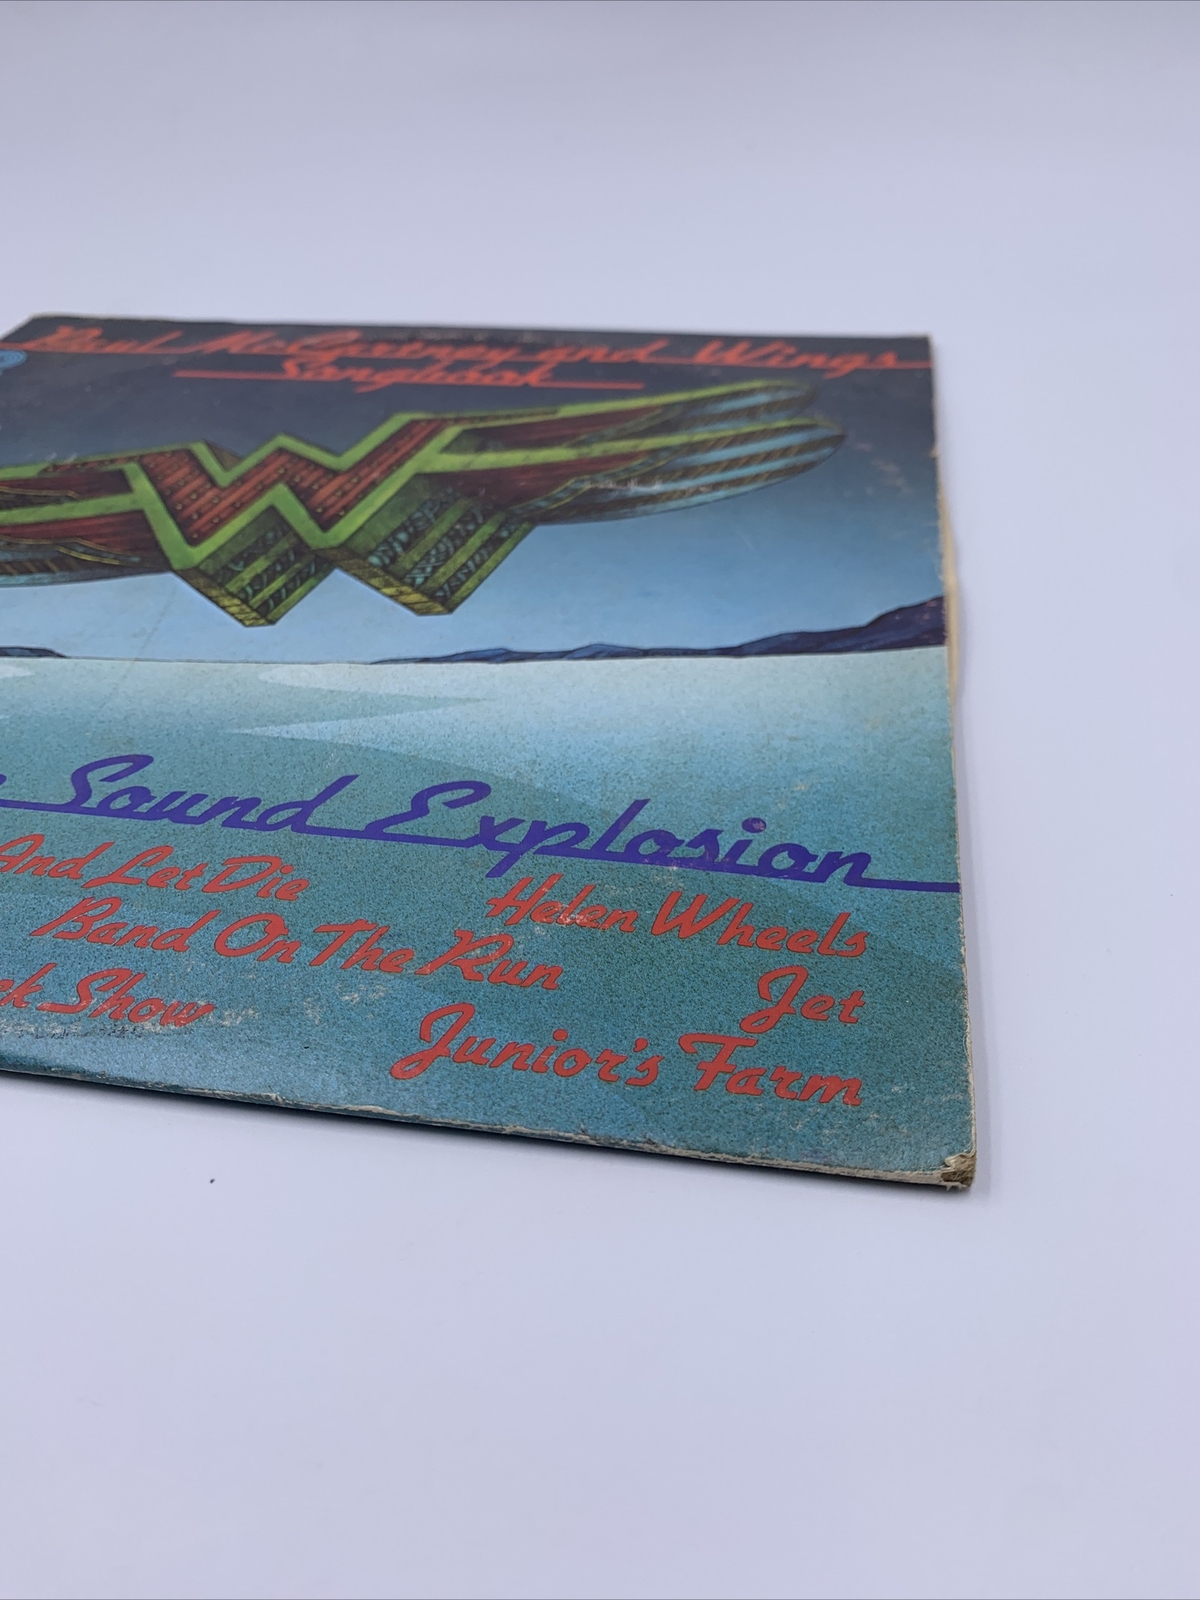 Paul McCartney and Wings
Songbook
Sound Explosion
And Let Die
Helen Wheels
Band On The Run
Jet
Show
Junior's Farm